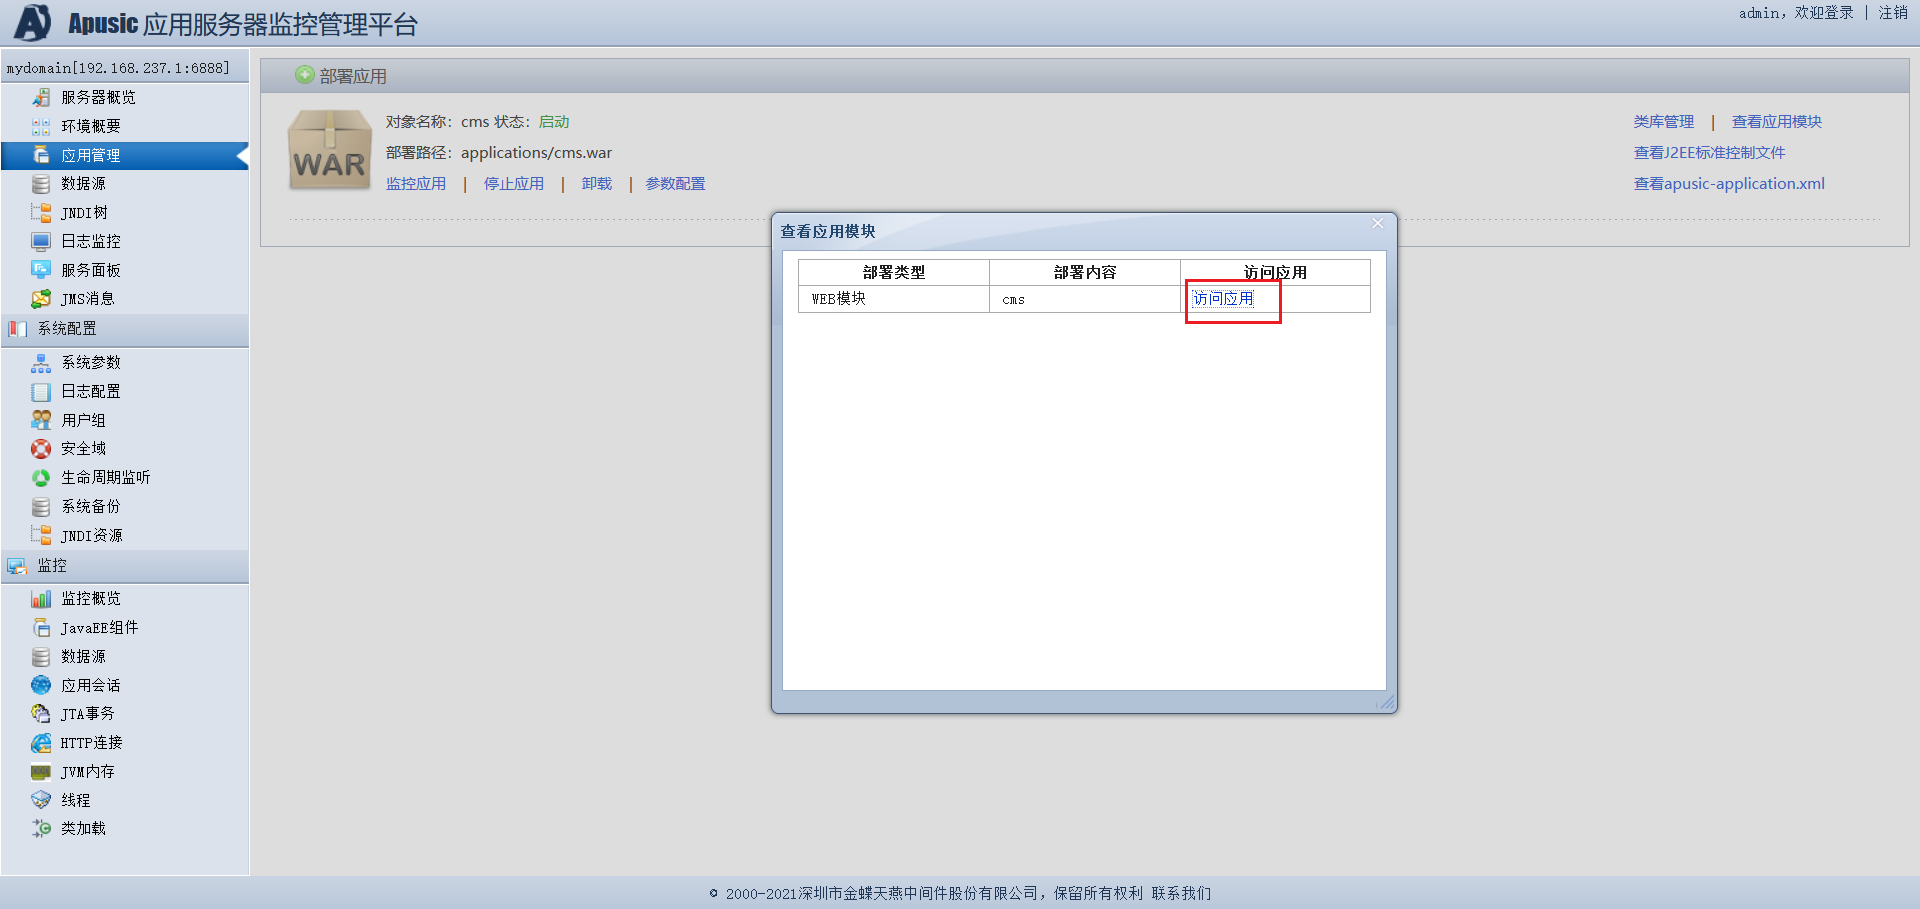 Apusic 应用服务器监控管理平台
admin，欢迎登录 | 注销
mydomain[192.168.237.1:6888]
服务器概览
环境概要
应用管理
数据源
JNDI树
日志监控
服务面板
JMS消息
系统配置
系统参数
日志配置
用户组
安全域
生命周期监听
系统备份
JNDI资源
监控
监控概览
JavaEE组件
数据源
应用会话
JTA事务
HTTP连接
JVM内存
线程
类加载
部署应用
WAR
对象名称：cms 状态：启动
部署路径：applications/cms.war
监控应用 | 停止应用 | 卸载 | 参数配置
类库管理 | 查看应用模块
查看J2EE标准控制文件
查看apusic-application.xml
查看应用模块
部署类型 部署内容 访问应用
WEB模块 cms 访问应用
© 2000-2021深圳市金蝶天燕中间件股份有限公司，保留所有权利 联系我们